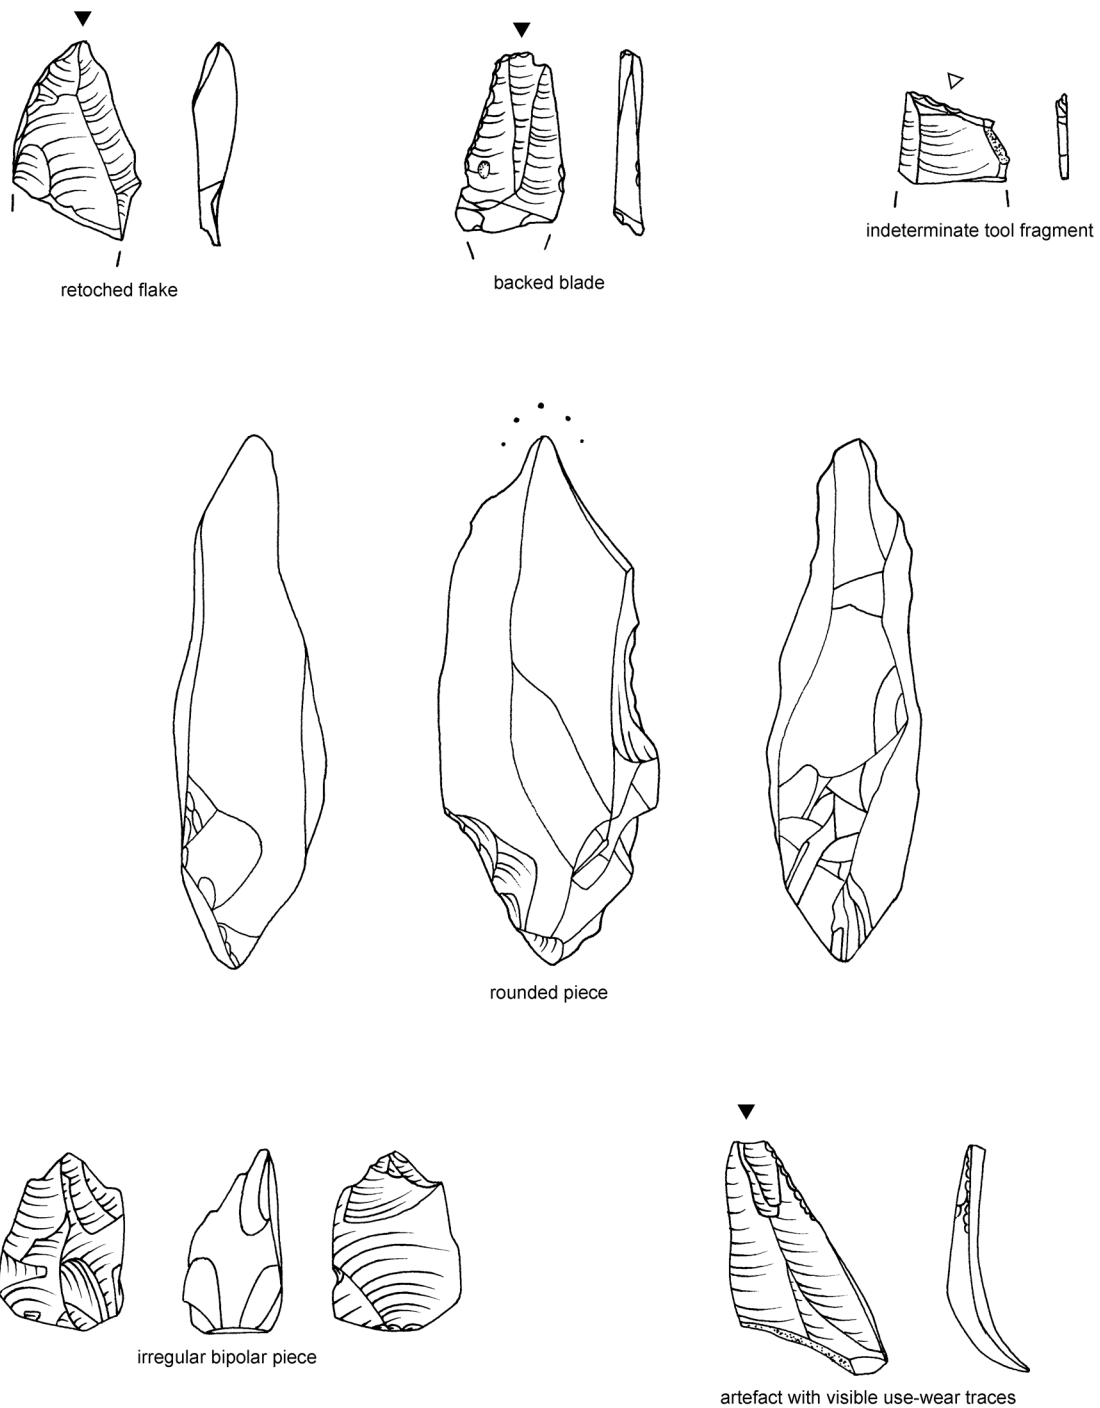 retoched flake
backed blade
indeterminate tool fragment
rounded piece
irregular bipolar piece
artefact with visible use-wear traces